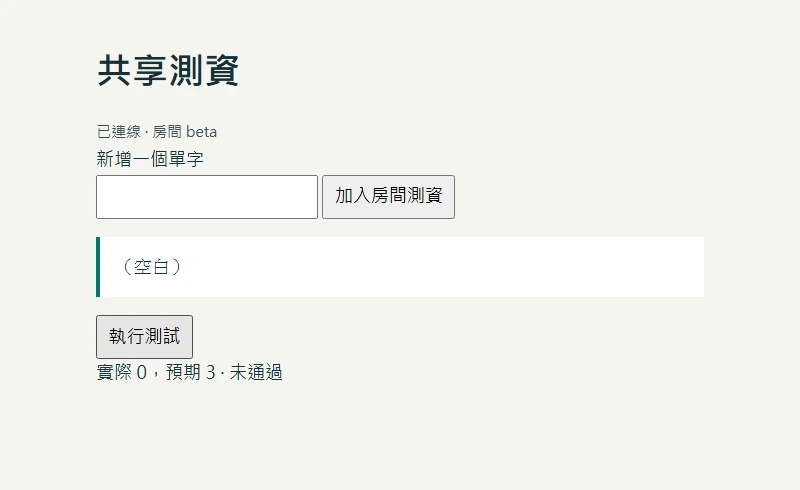 共享測資
已連線 · 房間 beta
新增一個單字
加入房間測資
（空白）
執行測試
實際 0，預期 3 · 未通過